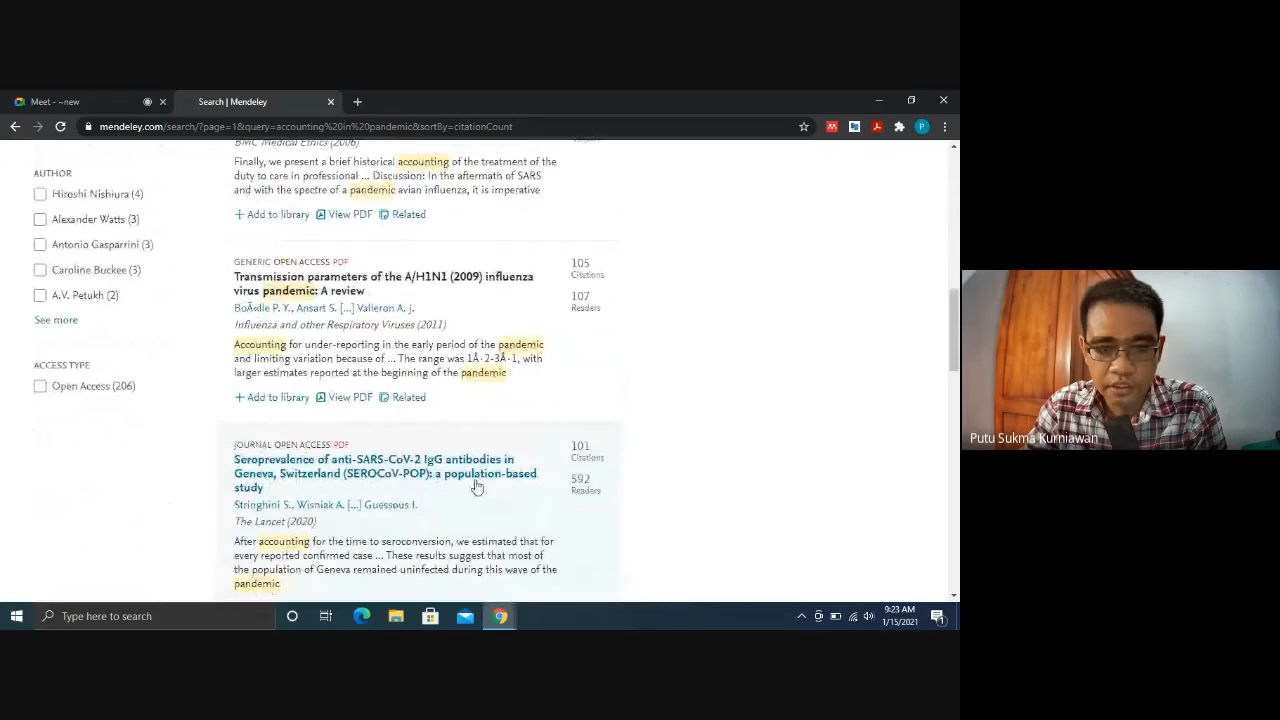 Meet - ~new
Search | Mendeley
mendeley.com/search/?page=1&query=accounting%20in%20pandemic&sortBy=citationCount
P
AUTHOR
Hiroshi Nishiura (4)
Alexander Watts (3)
Antonio Gasparrini (3)
Caroline Buckee (3)
A.V. Petukh (2)
See more
ACCESS TYPE
Open Access (206)
BMC Medical Ethics (2006)
Finally, we present a brief historical accounting of the treatment of the
duty to care in professional ... Discussion: In the aftermath of SARS
and with the spectre of a pandemic avian influenza, it is imperative
+ Add to library View PDF Related
GENERIC OPEN ACCESS PDF
Transmission parameters of the A/H1N1 (2009) influenza
virus pandemic: A review
BoÃ«lle P. Y., Ansart S. [...] Valleron A. J.
Influenza and other Respiratory Viruses (2011)
Accounting for under-reporting in the early period of the pandemic
and limiting variation because of ... The range was 1Â·2-3Â·1, with
larger estimates reported at the beginning of the pandemic
105
Citations
107
Readers
+ Add to library View PDF Related
JOURNAL OPEN ACCESS PDF
Seroprevalence of anti-SARS-CoV-2 IgG antibodies in
Geneva, Switzerland (SEROCoV-POP): a population-based
study
Stringhini S., Wisniak A. [...] Guessous I.
The Lancet (2020)
After accounting for the time to seroconversion, we estimated that for
every reported confirmed case ... These results suggest that most of
the population of Geneva remained uninfected during this wave of the
pandemic
101
Citations
592
Readers
Putu Sukma Kurniawan
Type here to search
9:23 AM
1/15/2021